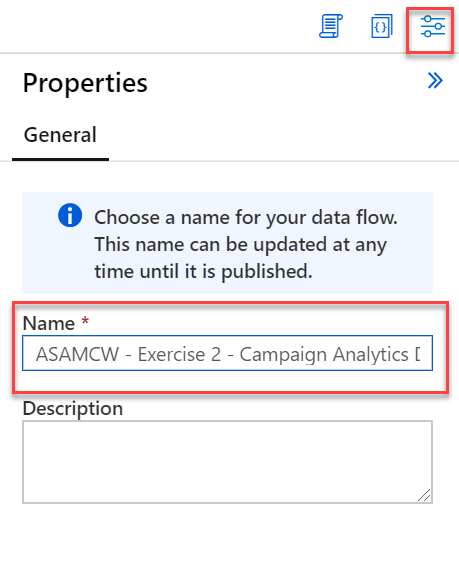 Properties
General
Choose a name for your data flow.
This name can be updated at any
time until it is published.
Name *
ASAMCW - Exercise 2 - Campaign Analytics D
Description